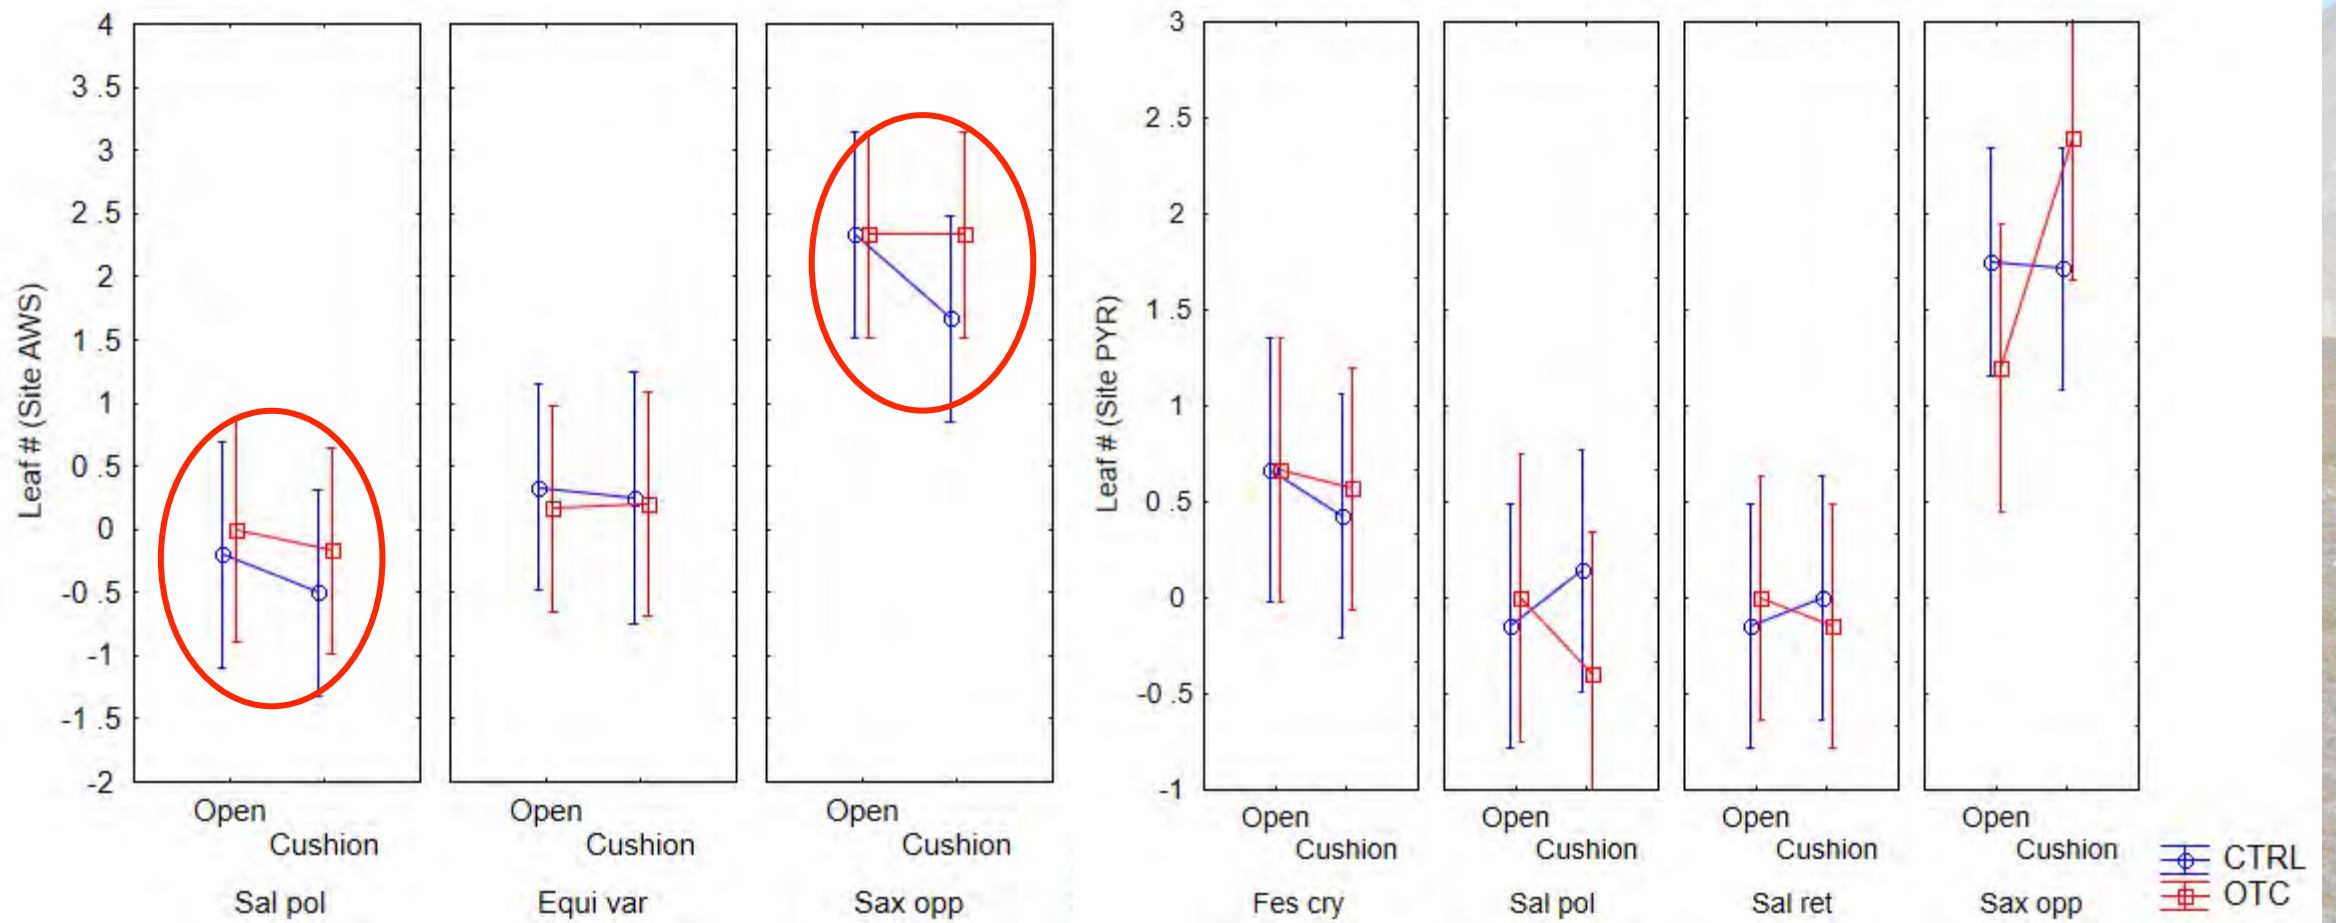 Leaf # (Site AWS)
4
3.5
3
2.5
2
1.5
1
0.5
0
-0.5
-1
-1.5
-2
Open
Cushion
Sal pol
Open
Cushion
Equi var
Open
Cushion
Sax opp
Leaf # (Site PYR)
3
2.5
2
1.5
1
0.5
0
-0.5
-1
Open
Cushion
Fes cry
Open
Cushion
Sal pol
Open
Cushion
Sal ret
Open
Cushion
Sax opp
CTRL
OTC